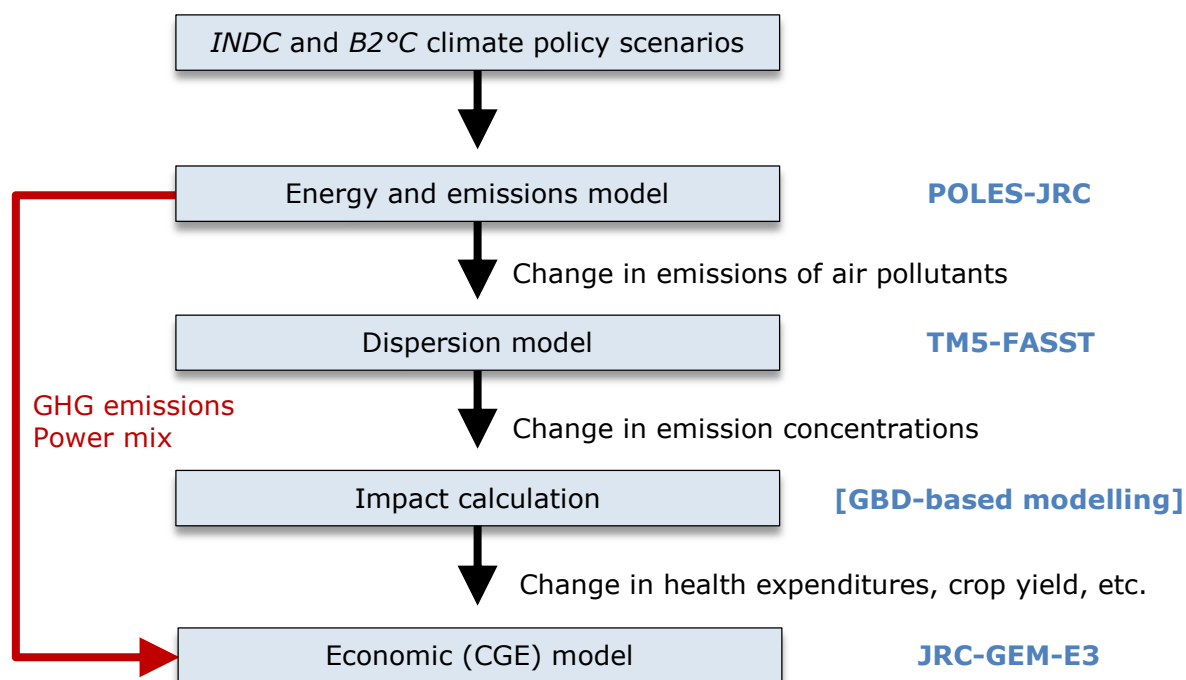 INDC and B2°C climate policy scenarios
Energy and emissions model
POLES-JRC
Change in emissions of air pollutants
Dispersion model
TM5-FASST
GHG emissions
Power mix
Change in emission concentrations
Impact calculation
[GBD-based modelling]
Change in health expenditures, crop yield, etc.
Economic (CGE) model
JRC-GEM-E3